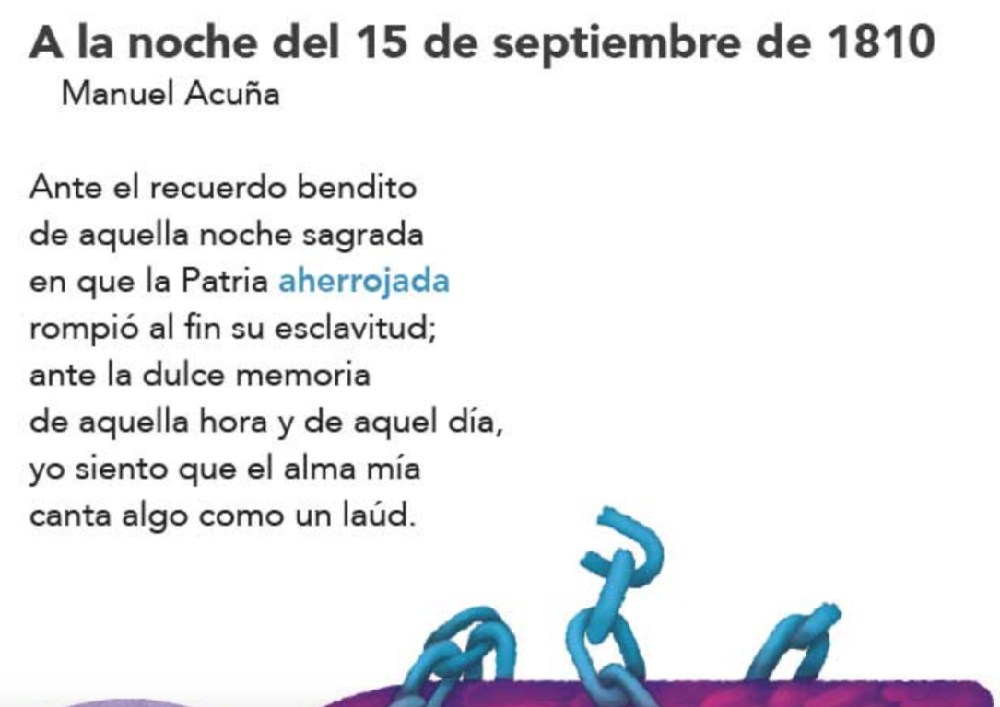 A la noche del 15 de septiembre de 1810
Manuel Acuña
Ante el recuerdo bendito
de aquella noche sagrada
en que la Patria aherrojada
rompió al fin su esclavitud;
ante la dulce memoria
de aquella hora y de aquel día,
yo siento que el alma mía
canta algo como un laúd.